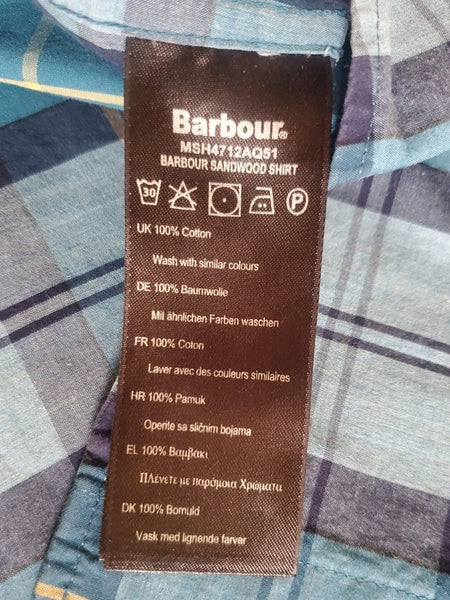 Barbour®
MSH4712AQ51
BARBOUR SANDWOOD SHIRT
30 P
UK 100% Cotton
Wash with similar colours
DE 100% Baumwolle
Mit ähnlichen Farben waschen
FR 100% Coton
Laver avec des couleurs similaires
HR 100% Pamuk
Operite sa sličnim bojama
EL 100% Βαμβάκι
Πλένετε με παρόμοια Χρώματα
DK 100% Bomuld
Vask med lignende farver